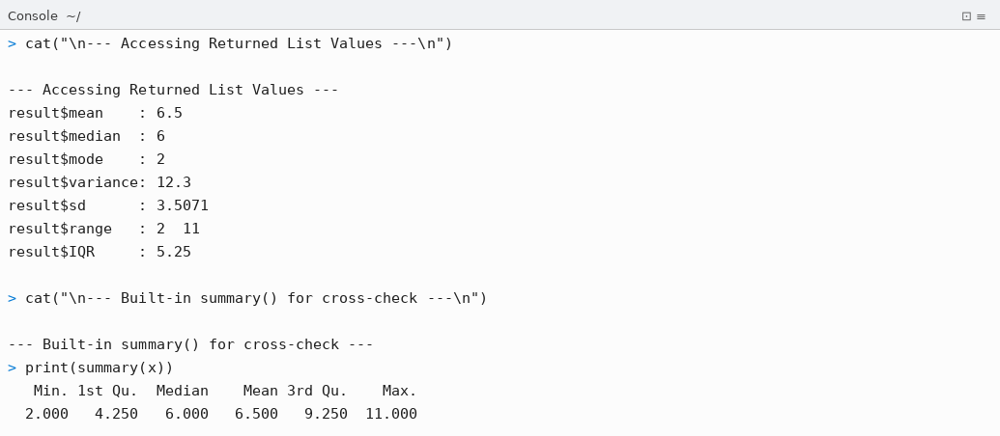 Console ~/
> cat("\n--- Accessing Returned List Values ---\n")
--- Accessing Returned List Values ---
result$mean    : 6.5
result$median  : 6
result$mode    : 2
result$variance: 12.3
result$sd      : 3.5071
result$range   : 2  11
result$IQR     : 5.25
> cat("\n--- Built-in summary() for cross-check ---\n")
--- Built-in summary() for cross-check ---
> print(summary(x))
   Min. 1st Qu.  Median    Mean 3rd Qu.    Max.
  2.000   4.250   6.000   6.500   9.250  11.000